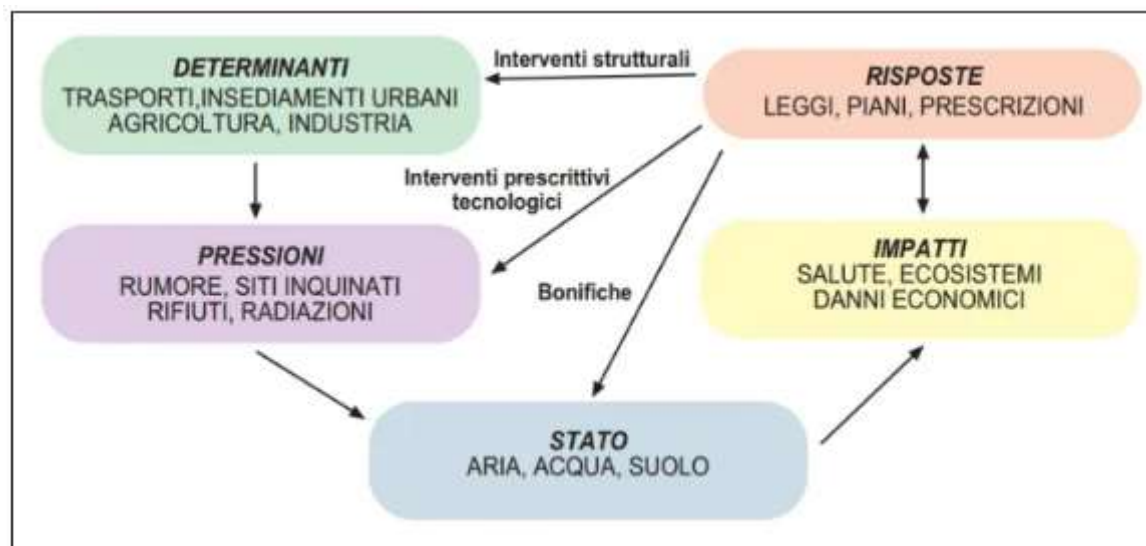 DETERMINANTI
TRASPORTI,INSEDIAMENTI URBANI
AGRICOLTURA, INDUSTRIA
Interventi strutturali
RISPOSTE
LEGGI, PIANI, PRESCRIZIONI
Interventi prescrittivi
tecnologici
PRESSIONI
RUMORE, SITI INQUINATI
RIFIUTI, RADIAZIONI
Bonifiche
IMPATTI
SALUTE, ECOSISTEMI
DANNI ECONOMICI
STATO
ARIA, ACQUA, SUOLO